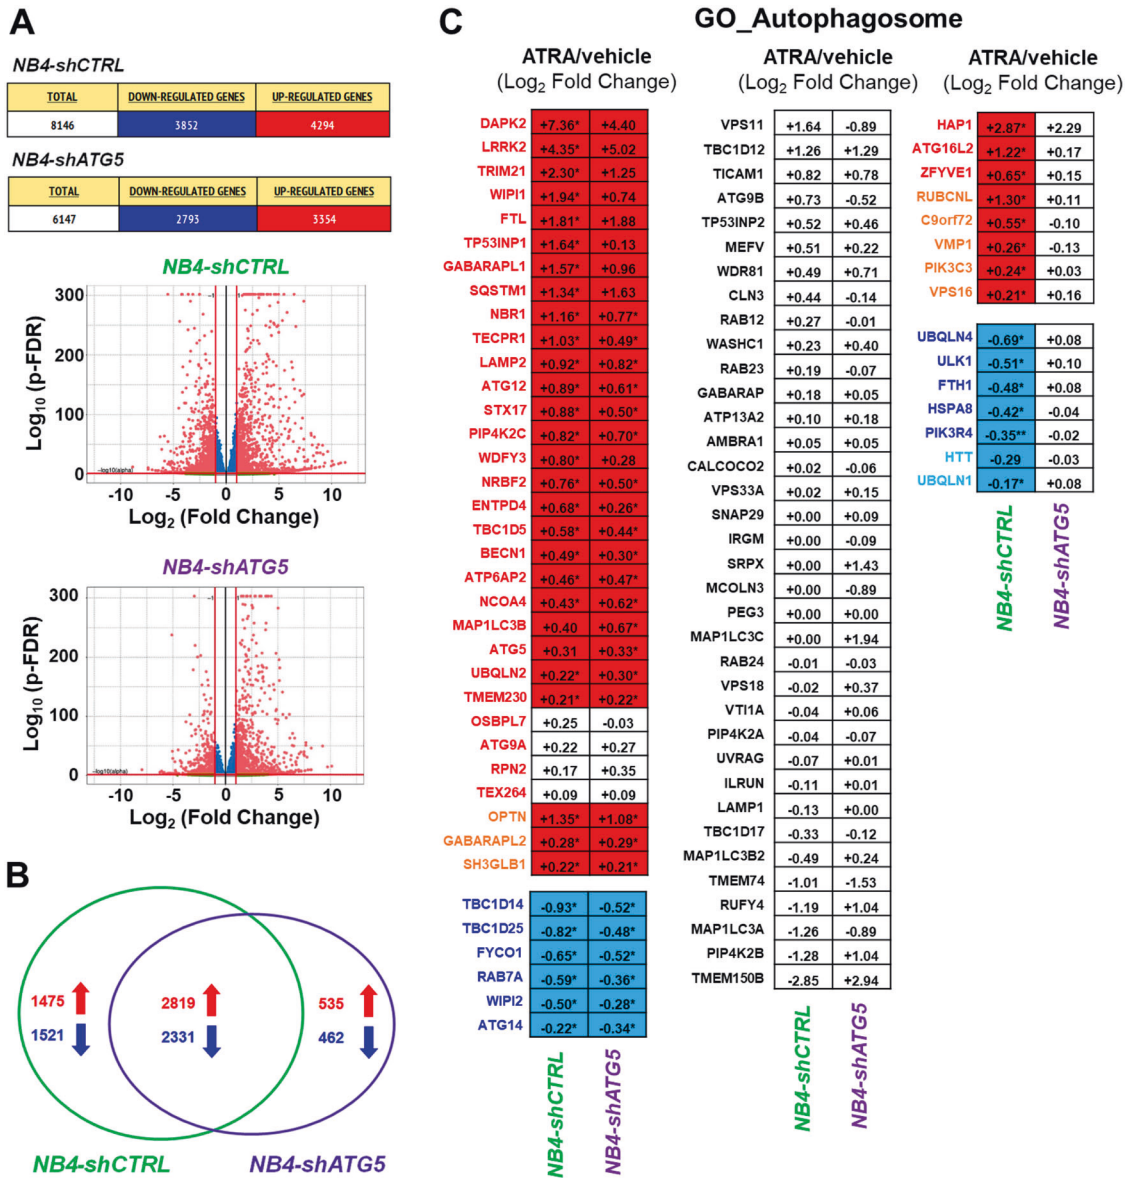 A
NB4-shCTRL
TOTAL DOWN-REGULATED GENES UP-REGULATED GENES
8146 3852 4294
NB4-shATG5
TOTAL DOWN-REGULATED GENES UP-REGULATED GENES
6147 2793 3354
NB4-shCTRL
Log10 (p-FDR)
300
200
100
0
-log10(alpha)
-1 1
-10 -5 0 5 10
Log2 (Fold Change)
NB4-shATG5
Log10 (p-FDR)
300
200
100
0
-log10(alpha)
-1 1
-10 -5 0 5 10
Log2 (Fold Change)
B
1475 2819 535
1521 2331 462
NB4-shCTRL NB4-shATG5
C
GO_Autophagosome
ATRA/vehicle
(Log2 Fold Change)
DAPK2 +7.36* +4.40
LRRK2 +4.35* +5.02
TRIM21 +2.30* +1.25
WIPI1 +1.94* +0.74
FTL +1.81* +1.88
TP53INP1 +1.64* +0.13
GABARAPL1 +1.57* +0.96
SQSTM1 +1.34* +1.63
NBR1 +1.16* +0.77*
TECPR1 +1.03* +0.49*
LAMP2 +0.92* +0.82*
ATG12 +0.89* +0.61*
STX17 +0.88* +0.50*
PIP4K2C +0.82* +0.70*
WDFY3 +0.80* +0.28
NRBF2 +0.76* +0.50*
ENTPD4 +0.68* +0.26*
TBC1D5 +0.58* +0.44*
BECN1 +0.49* +0.30*
ATP6AP2 +0.46* +0.47*
NCOA4 +0.43* +0.62*
MAP1LC3B +0.40 +0.67*
ATG5 +0.31 +0.33*
UBQLN2 +0.22* +0.30*
TMEM230 +0.21* +0.22*
OSBPL7 +0.25 -0.03
ATG9A +0.22 +0.27
RPN2 +0.17 +0.35
TEX264 +0.09 +0.09
OPTN +1.35* +1.08*
GABARAPL2 +0.28* +0.29*
SH3GLB1 +0.22* +0.21*
TBC1D14 -0.93* -0.52*
TBC1D25 -0.82* -0.48*
FYCO1 -0.65* -0.52*
RAB7A -0.59* -0.36*
WIPI2 -0.50* -0.28*
ATG14 -0.22* -0.34*
NB4-shCTRL
NB4-shATG5
ATRA/vehicle
(Log2 Fold Change)
VPS11 +1.64 -0.89
TBC1D12 +1.26 +1.29
TICAM1 +0.82 +0.78
ATG9B +0.73 -0.52
TP53INP2 +0.52 +0.46
MEFV +0.51 +0.22
WDR81 +0.49 +0.71
CLN3 +0.44 -0.14
RAB12 +0.27 -0.01
WASHC1 +0.23 +0.40
RAB23 +0.19 -0.07
GABARAP +0.18 +0.05
ATP13A2 +0.10 +0.18
AMBRA1 +0.05 +0.05
CALCOCO2 +0.02 -0.06
VPS33A +0.02 +0.15
SNAP29 +0.00 +0.09
IRGM +0.00 -0.09
SRPX +0.00 +1.43
MCOLN3 +0.00 -0.89
PEG3 +0.00 +0.00
MAP1LC3C +0.00 +1.94
RAB24 -0.01 -0.03
VPS18 -0.02 +0.37
VTI1A -0.04 +0.06
PIP4K2A -0.04 -0.07
UVRAG -0.07 +0.01
ILRUN -0.11 +0.01
LAMP1 -0.13 +0.00
TBC1D17 -0.33 -0.12
MAP1LC3B2 -0.49 +0.24
TMEM74 -1.01 -1.53
RUFY4 -1.19 +1.04
MAP1LC3A -1.26 -0.89
PIP4K2B -1.28 +1.04
TMEM150B -2.85 +2.94
NB4-shCTRL
NB4-shATG5
ATRA/vehicle
(Log2 Fold Change)
HAP1 +2.87* +2.29
ATG16L2 +1.22* +0.17
ZFYVE1 +0.65* +0.15
RUBCNL +1.30* +0.11
C9orf72 +0.55* -0.10
VMP1 +0.26* -0.13
PIK3C3 +0.24* +0.03
VPS16 +0.21* +0.16
UBQLN4 -0.69* +0.08
ULK1 -0.51* +0.10
FTH1 -0.48* +0.08
HSPA8 -0.42* -0.04
PIK3R4 -0.35** -0.02
HTT -0.29 -0.03
UBQLN1 -0.17* +0.08
NB4-shCTRL
NB4-shATG5